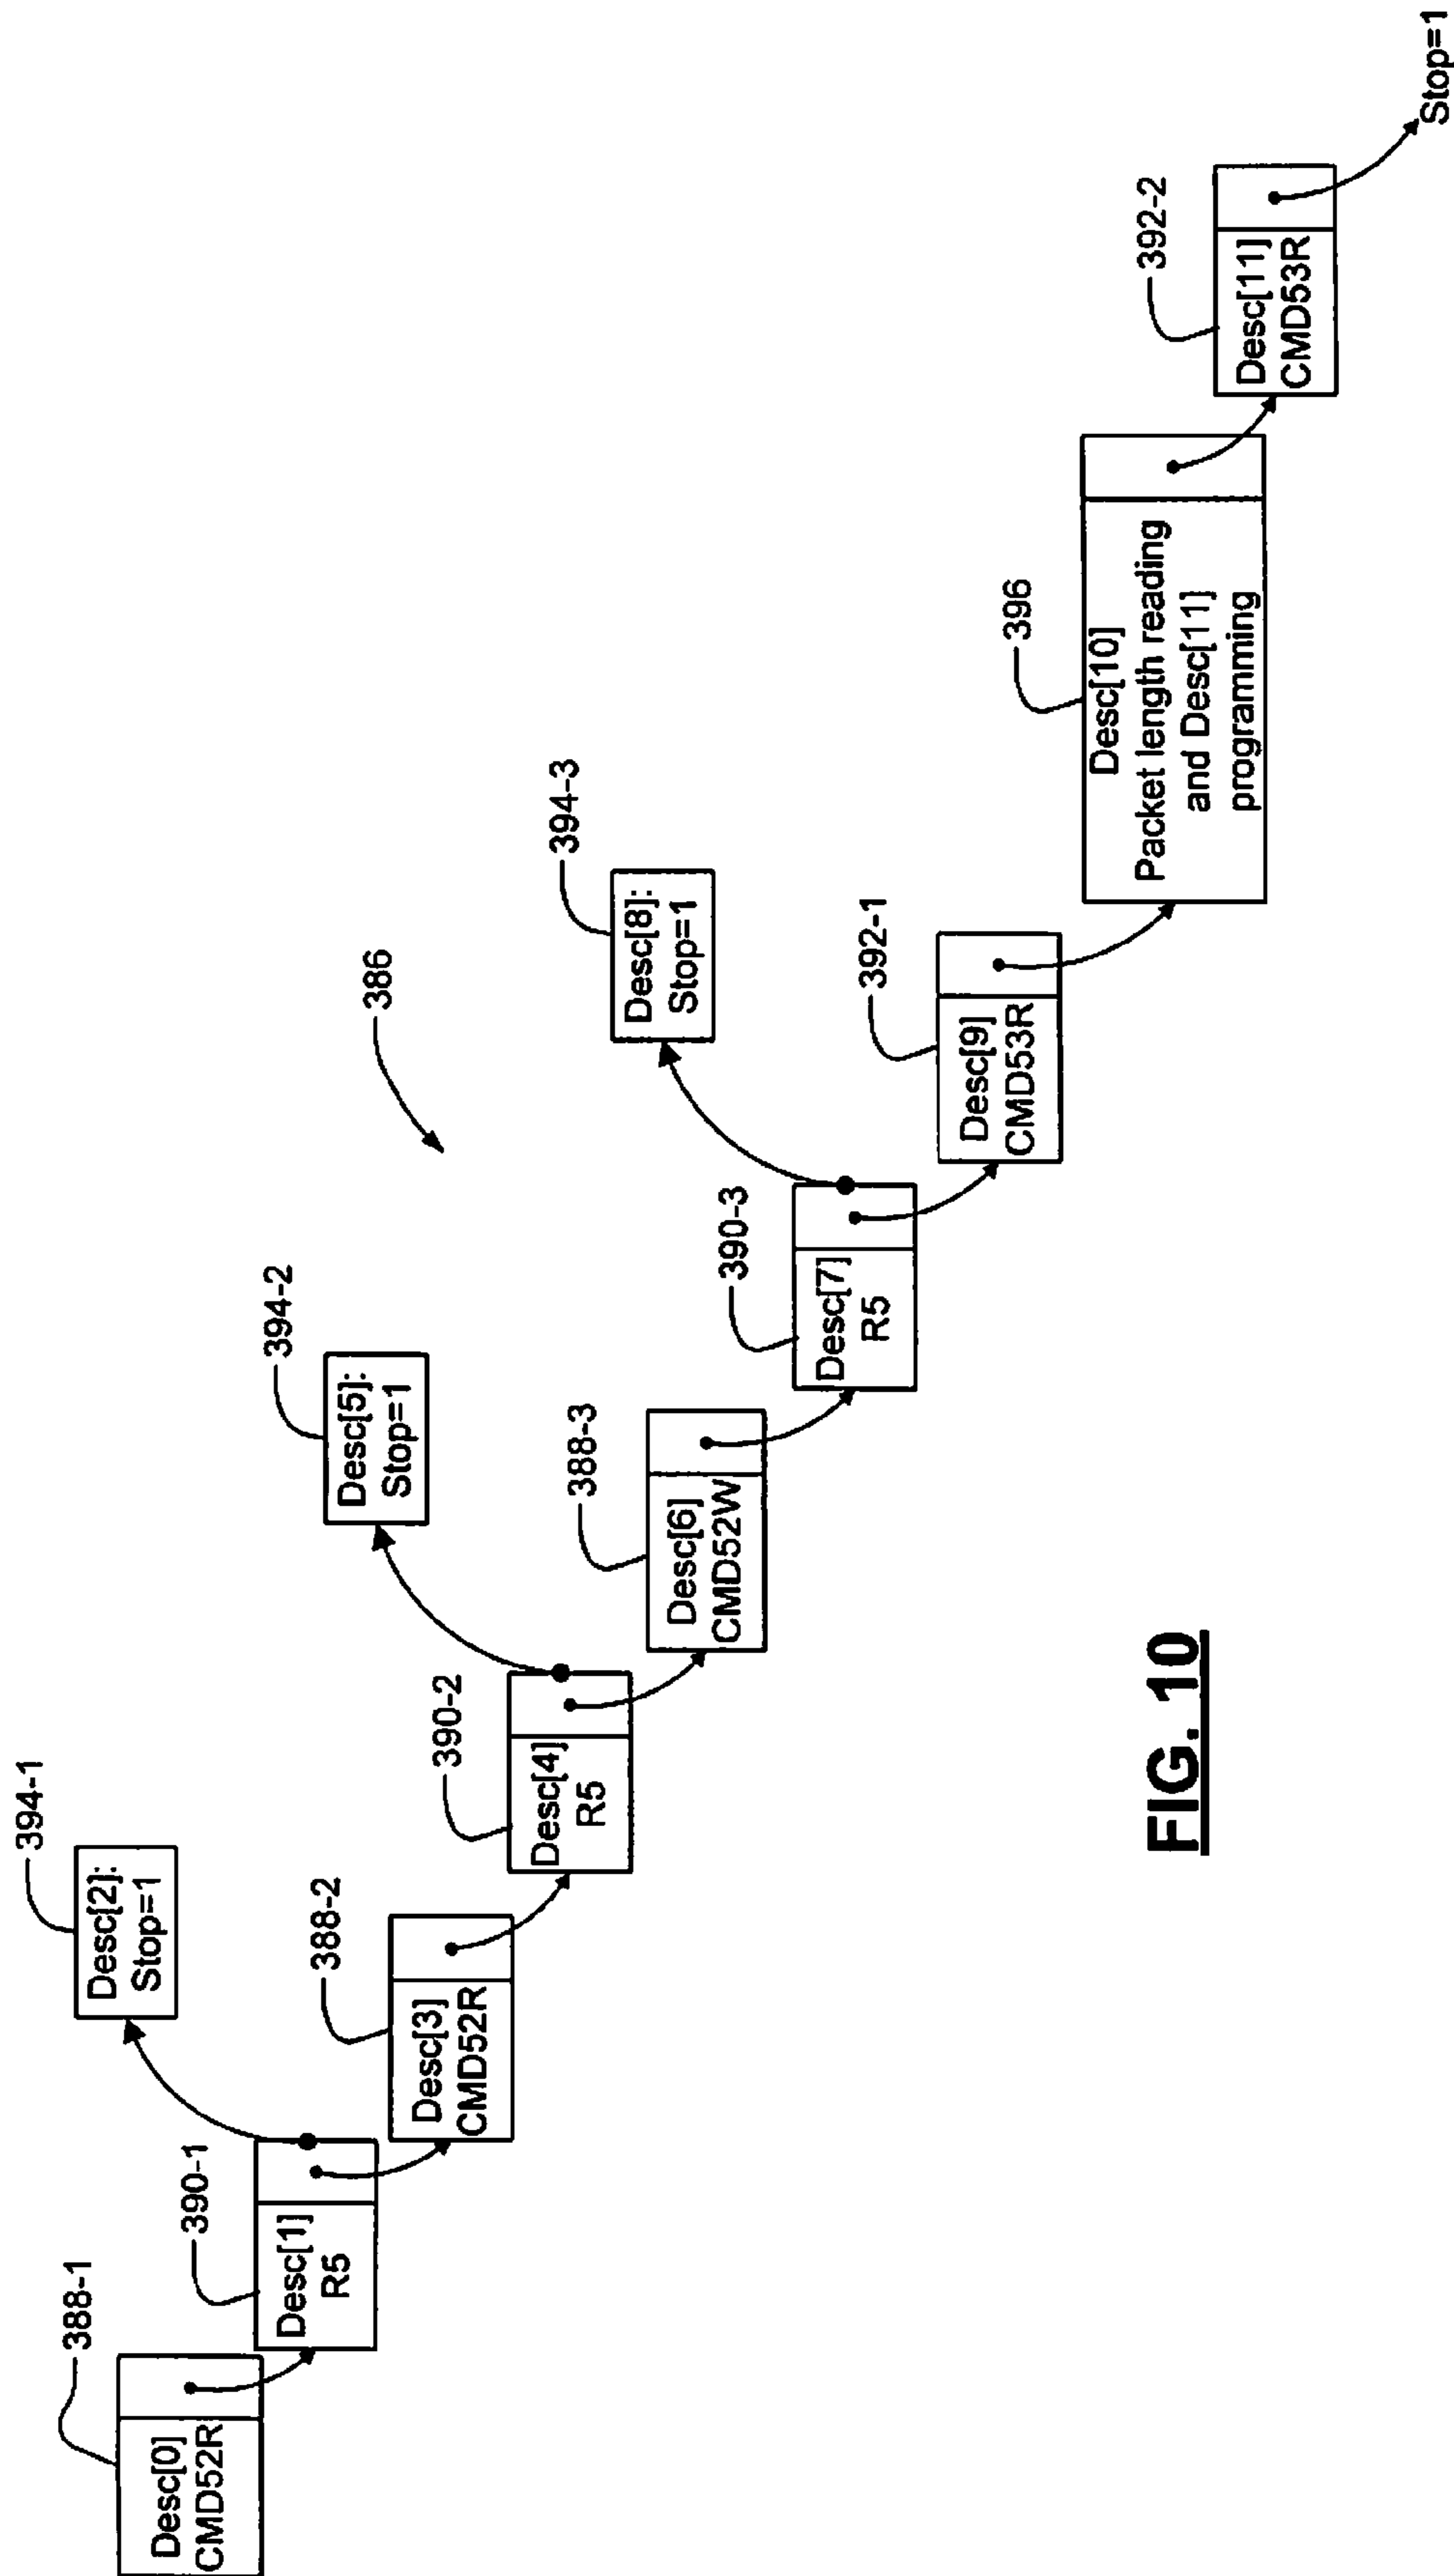 388-1
Desc[0]
CMD52R
390-1
Desc[1]
R5
394-1
Desc[2]:
Stop=1
388-2
Desc[3]
CMD52R
390-2
Desc[4]
R5
394-2
Desc[5]:
Stop=1
388-3
Desc[6]
CMD52W
390-3
Desc[7]
R5
394-3
Desc[8]:
Stop=1
386
392-1
Desc[9]
CMD53R
396
Desc[10]
Packet length reading
and Desc[11]
programming
392-2
Desc[11]
CMD53R
Stop=1
FIG. 10